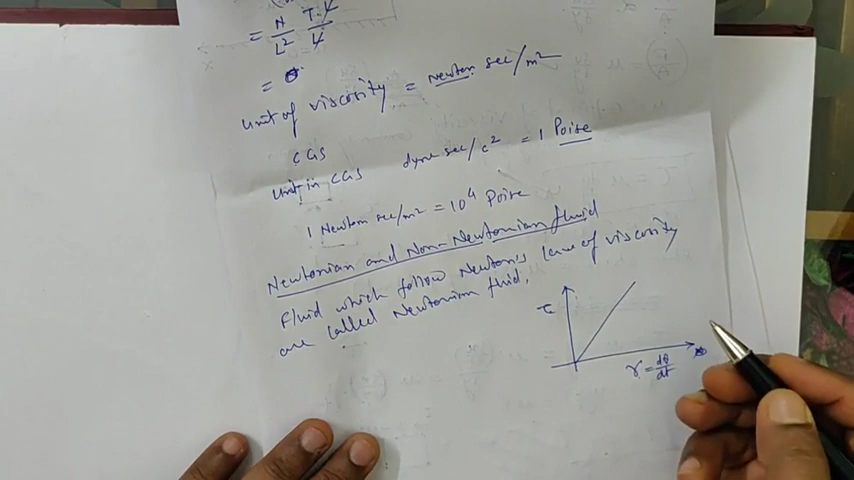 = N/L² T.L/L
=
unit of viscosity = Newton sec/m²
CGS
unit in CGS dyne sec/c² = 1 Poise
1 Newton sec/m² = 10⁴ Poise
Newtonian and Non-Newtonian fluid
Fluid which follow Newton's law of viscosity
are called Newtonian fluid.
τ
γ = dθ/dt